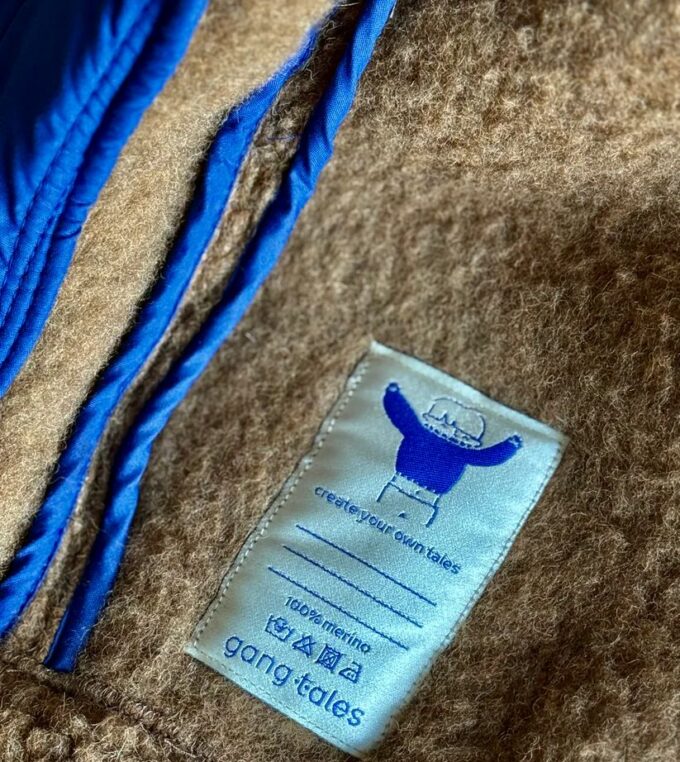 create your own tales
100% merino
gang·tales